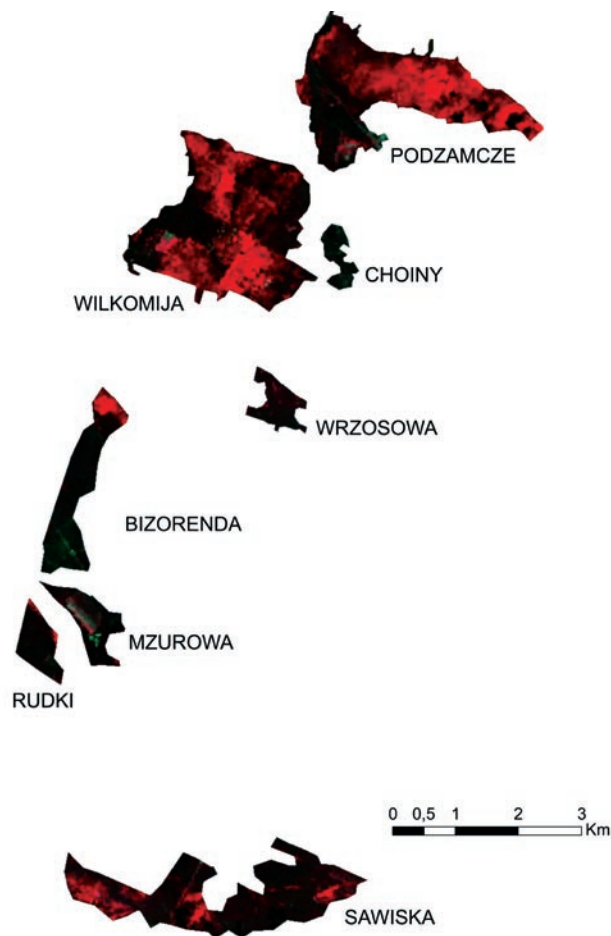 PODZAMCZE
CHOINY
WILKOMIJA
WRZOSOWA
BIZORENDA
MZUROWA
RUDKI
0 0,5 1 2 3
Km
SAWISKA